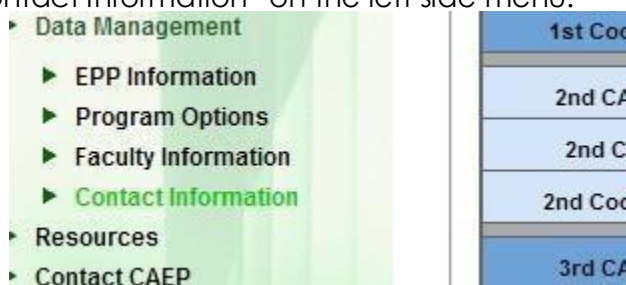 Contact Information" on the left side menu.
Data Management
EPP Information
Program Options
Faculty Information
Contact Information
Resources
Contact CAEP
1st Coo
2nd CA
2nd C
2nd Coo
3rd CA